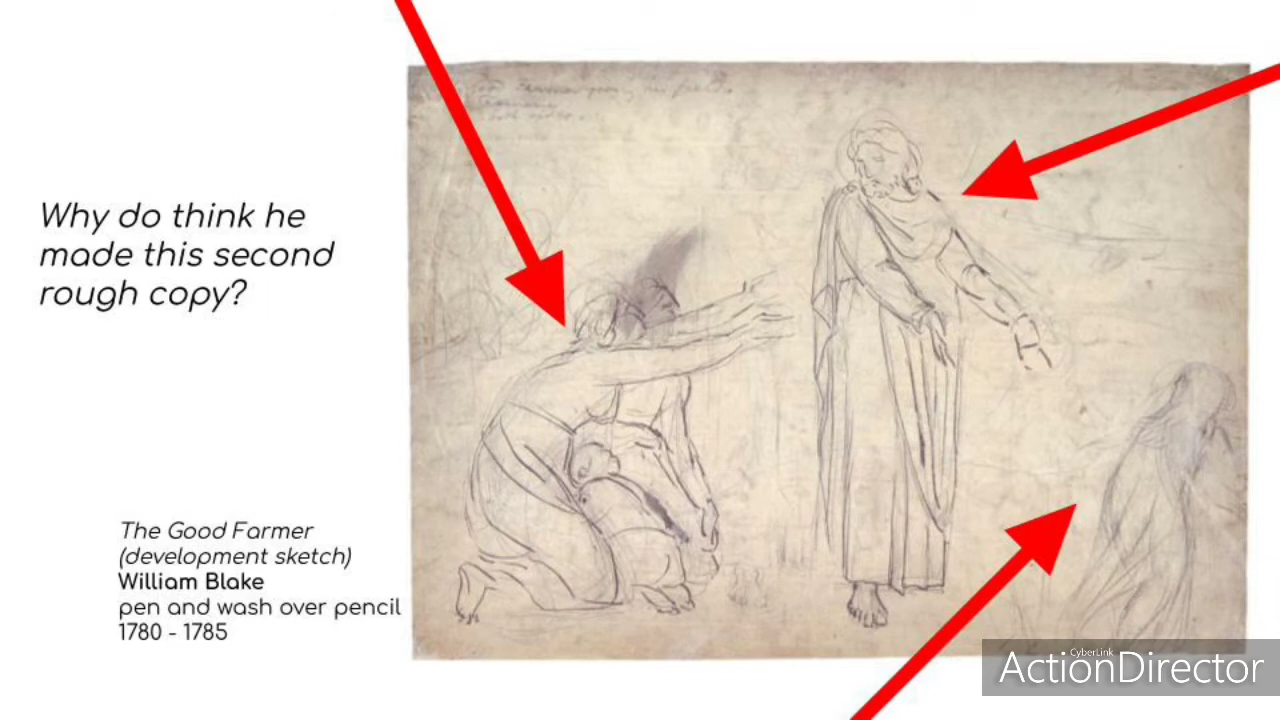 Why do think he
made this second
rough copy?
The Good Farmer
(development sketch)
William Blake
pen and wash over pencil
1780 - 1785
CyberLink
ActionDirector